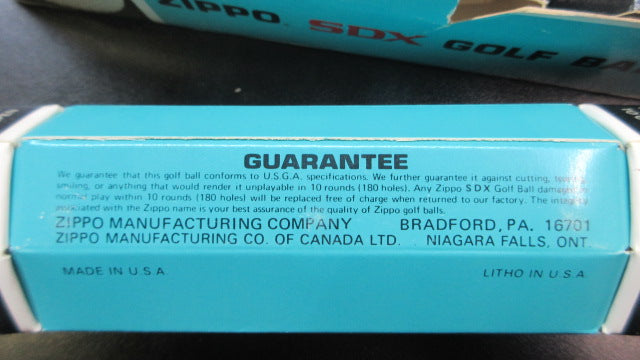 ZIPPO SDX GOLF BA
GUARANTEE
We guarantee that this golf ball conforms to U.S.G.A. specifications. We further guarantee it against cutting,
smiling, or anything that would render it unplayable in 10 rounds (180 holes). Any Zippo SDX Golf Ball damaged in
normal play within 10 rounds (180 holes) will be replaced free of charge when returned to our factory. The integrity
associated with the Zippo name is your best assurance of the quality of Zippo golf balls.
ZIPPO MANUFACTURING COMPANY BRADFORD, PA. 16701
ZIPPO MANUFACTURING CO. OF CANADA LTD. NIAGARA FALLS, ONT.
MADE IN U.S.A. LITHO IN U.S.A.